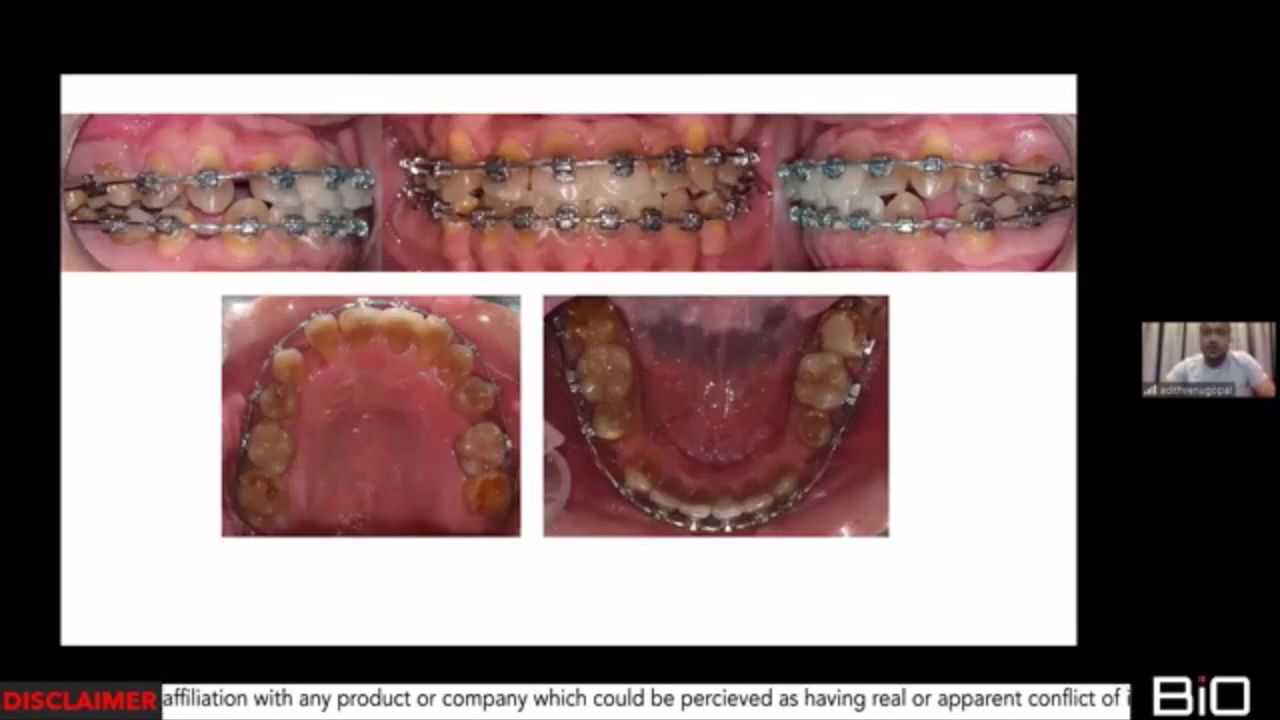 adithvenugopal
DISCLAIMER affiliation with any product or company which could be percieved as having real or apparent conflict of i
BiO